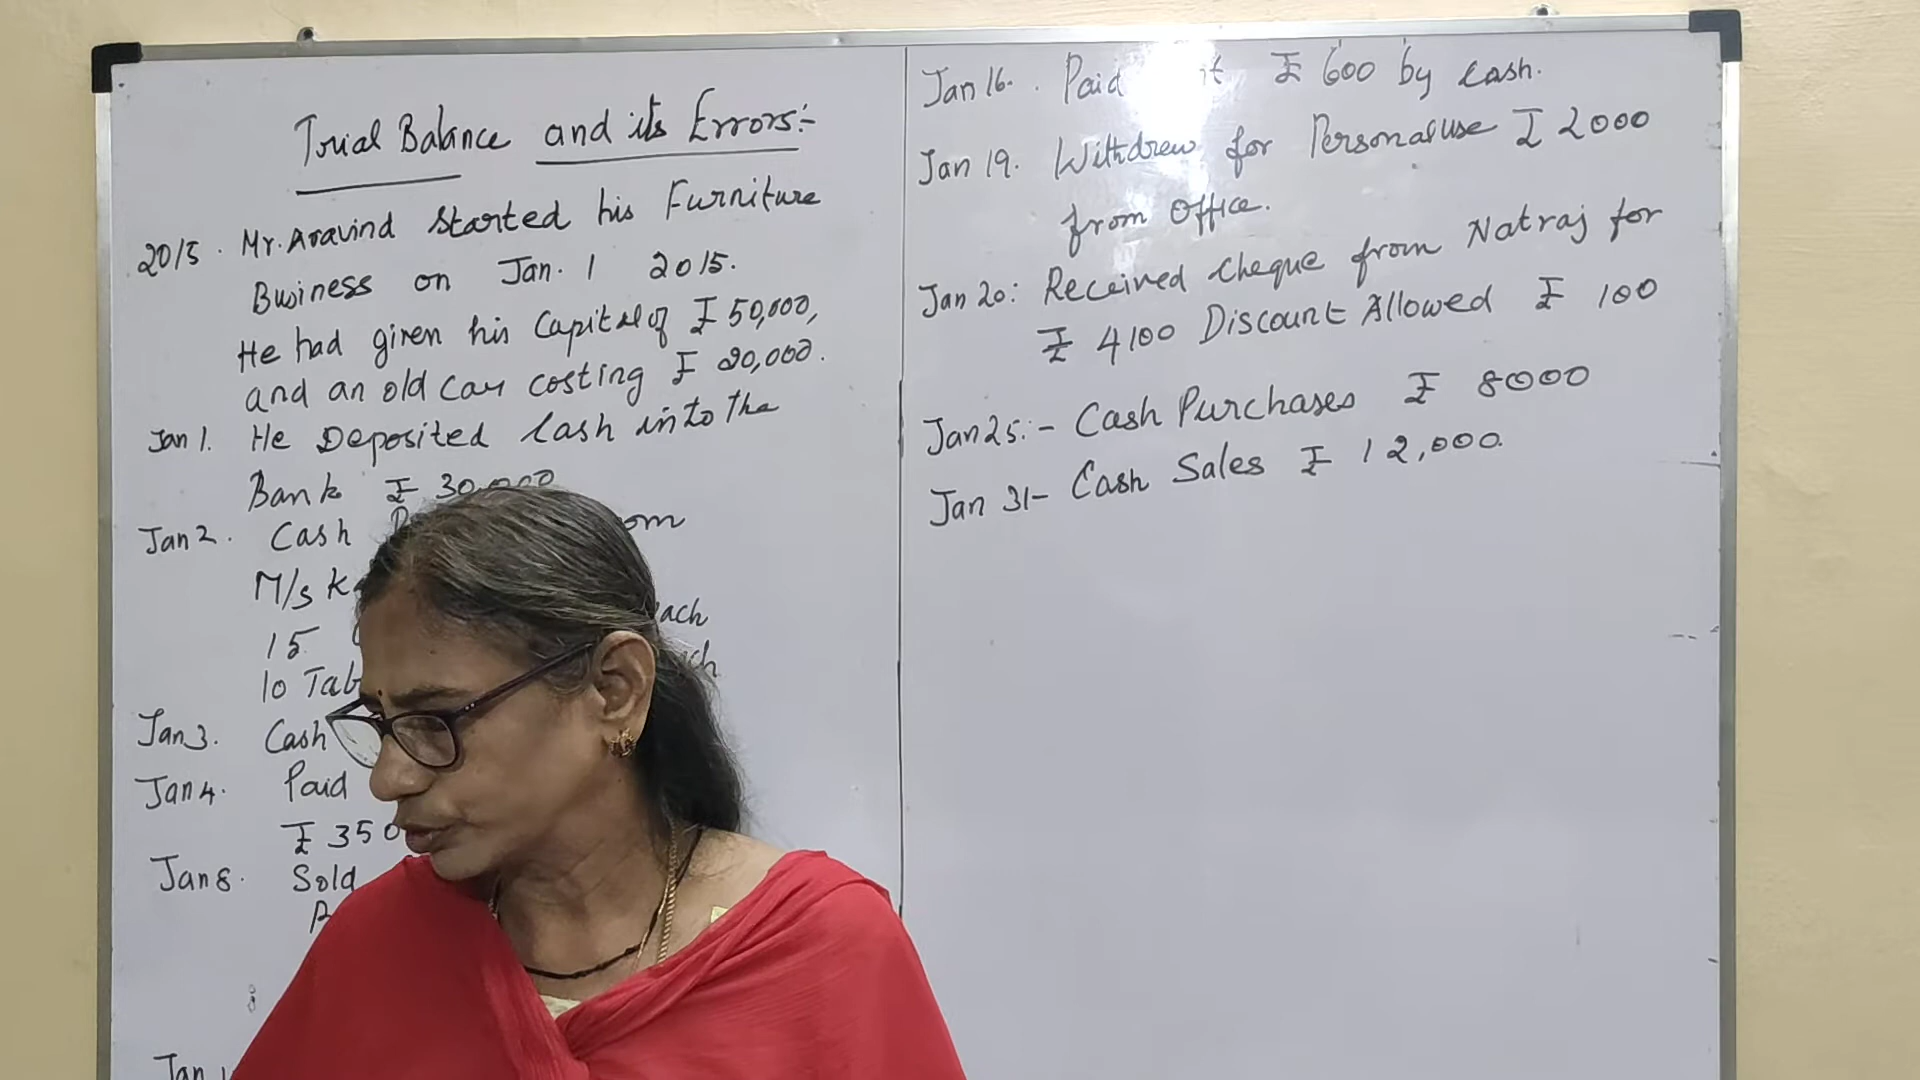 Trial Balance and its Errors:-
2015. Mr. Aravind started his Furniture
Business on Jan. 1 2015.
He had given his Capital of ₹ 50,000,
and an old car costing ₹ 20,000.
Jan 1. He Deposited Cash into the
Bank ₹ 30,000
Jan 2. Cash
M/s
15 ach
10
Jan 3. Cash
Jan 4. Paid
₹ 350
Jan 8. Sold
Jan
Jan 16. Paid ₹ 600 by cash.
Jan 19. Withdrew for Personal use ₹ 2000
from Office.
Jan 20: Received Cheque from Natraj for
₹ 4100 Discount Allowed ₹ 100
Jan 25:- Cash Purchases ₹ 8000
Jan 31- Cash Sales ₹ 12,000.